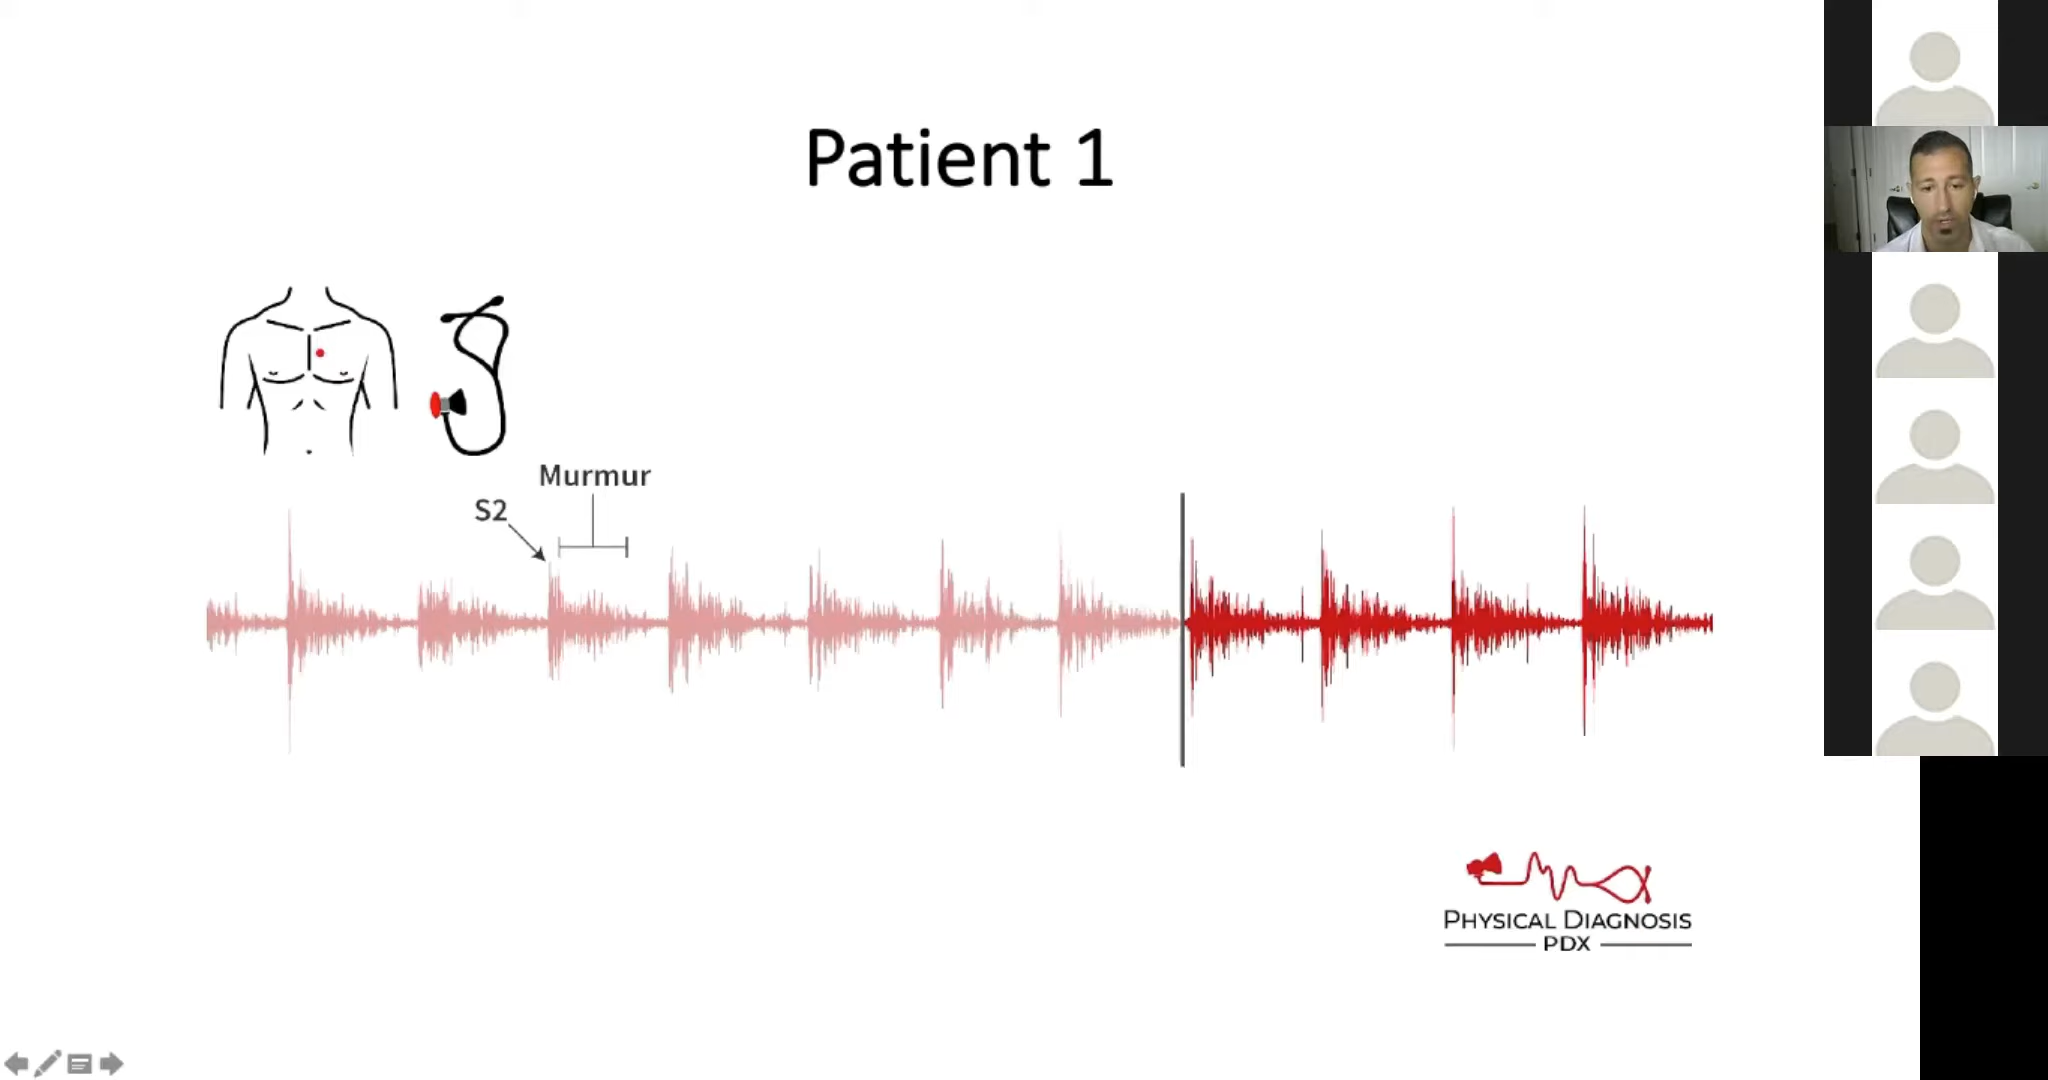 Patient 1
Murmur
S2
PHYSICAL DIAGNOSIS
PDX